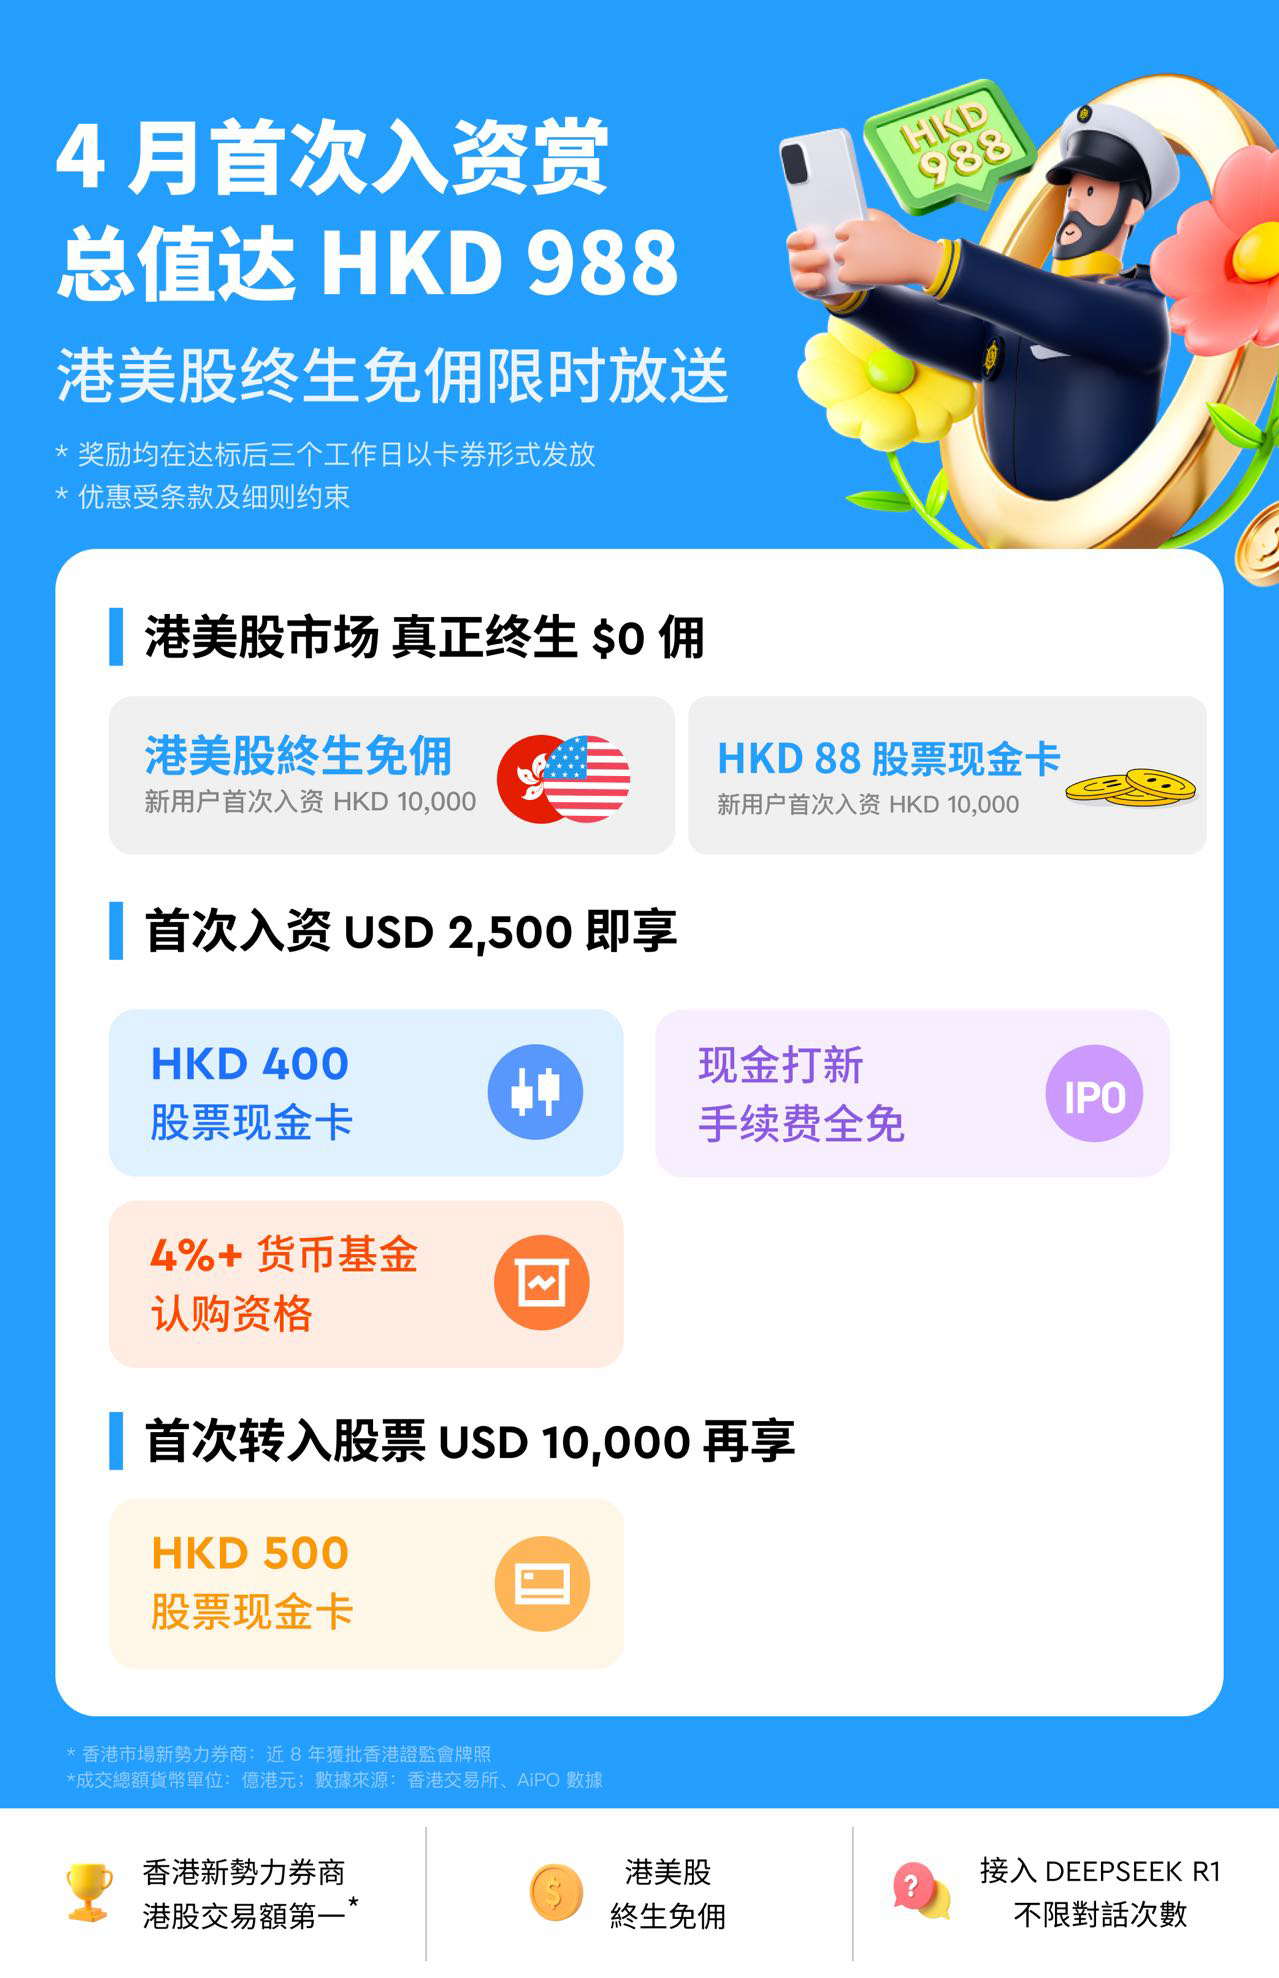 4 月首次入资赏
总值达 HKD 988
港美股终生免佣限时放送
* 奖励均在达标后三个工作日以卡券形式发放
* 优惠受条款及细则约束
HKD
988
港美股市场 真正终生 $0 佣
港美股終生免佣
新用户首次入资 HKD 10,000
HKD 88 股票现金卡
新用户首次入资 HKD 10,000
首次入资 USD 2,500 即享
HKD 400
股票现金卡
现金打新
手续费全免
IPO
4%+ 货币基金
认购资格
首次转入股票 USD 10,000 再享
HKD 500
股票现金卡
* 香港市場新勢力券商：近 8 年獲批香港證監會牌照
*成交總額貨幣單位：億港元；數據來源：香港交易所、AiPO 數據
香港新勢力券商
港股交易額第一*
港美股
終生免佣
接入 DEEPSEEK R1
不限對話次數